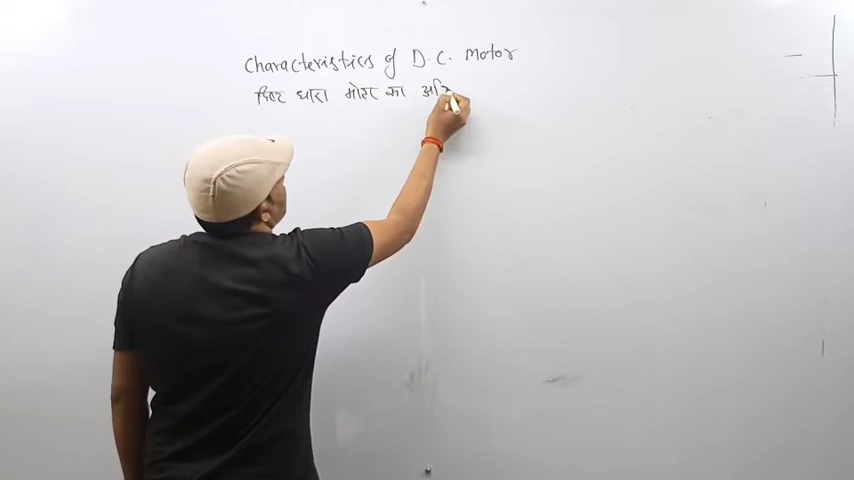 Characteristics of D.C. Motor
दिष्ट धारा मोटर का अभि